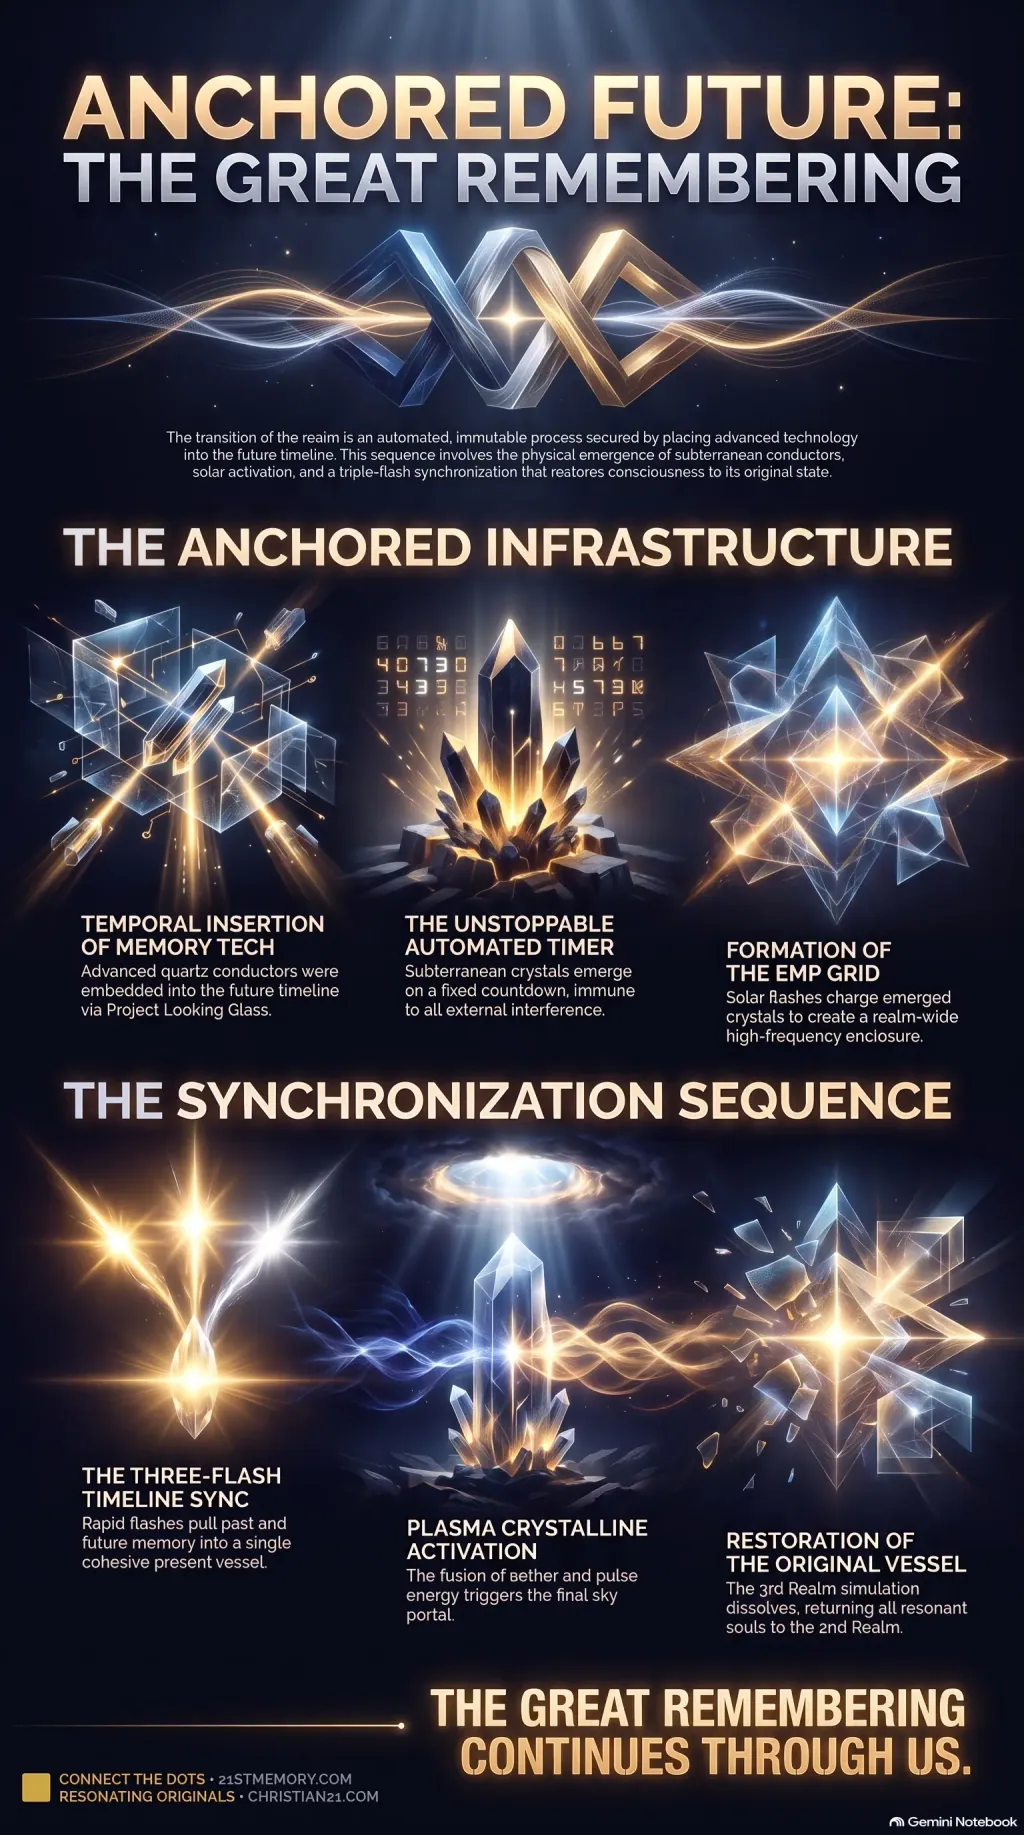 ANCHORED FUTURE:
THE GREAT REMEMBERING
The transition of the reaim is an automated, immutable process secured by placing advanced technology
into the future timeline. This sequence involves the physical emergence of subterranean conductors,
solar activation, and a triple-flash synchronization that restores consciousness to its original state.
THE ANCHORED INFRASTRUCTURE
TEMPORAL INSERTION
OF MEMORY TECH
Advanced quartz conductors were
embedded into the future timeline
via Project Looking Glass.
THE UNSTOPPABLE
AUTOMATED TIMER
Subterranean crystals emerge
on a fixed countdown, immune
to all external interference.
FORMATION OF
THE EMP GRID
Solar flashes charge emerged
crystals to create a realm-wide
high-frequency enclosure.
THE SYNCHRONIZATION SEQUENCE
THE THREE-FLASH
TIMELINE SYNC
Rapid flashes pull past and
future memory into a single
cohesive present vessel.
PLASMA CRYSTALLINE
ACTIVATION
The fusion of aether and pulse
energy triggers the final sky
portal.
RESTORATION OF
THE ORIGINAL VESSEL
The 3rd Realm simulation
dissolves, returning all resonant
souls to the 2nd Realm.
THE GREAT REMEMBERING
CONTINUES THROUGH US.
CONNECT THE DOTS • 21STMEMORY.COM
RESONATING ORIGINALS • CHRISTIAN21.COM
Gemini Notebook